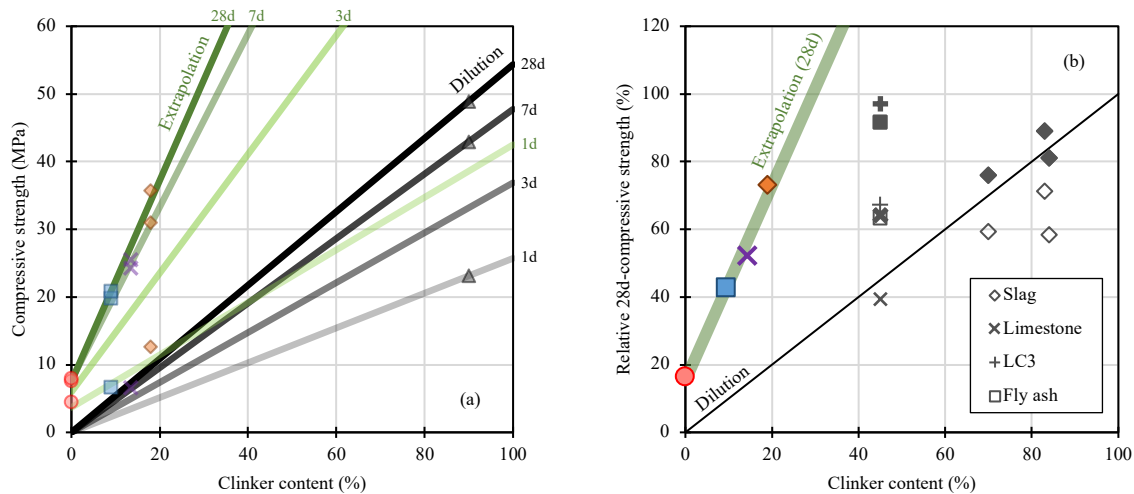 28d 7d 3d
60
50
40
30
20
10
0
Compressive strength (MPa)
Extrapolation
Dilution
28d
7d
1d
3d
1d
(a)
0 20 40 60 80 100
Clinker content (%)
120
100
80
60
40
20
0
Relative 28d-compressive strength (%)
Extrapolation (28d)
(b)
Dilution
Slag
Limestone
LC3
Fly ash
0 20 40 60 80 100
Clinker content (%)